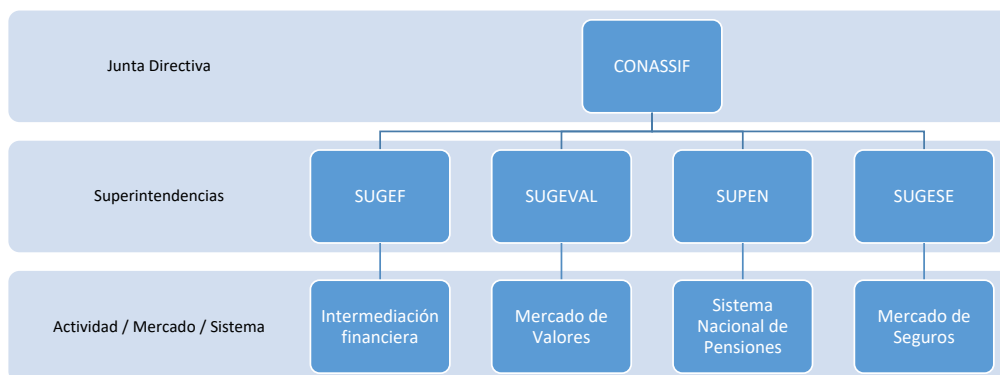 Junta Directiva
CONASSIF
Superintendencias
SUGEF
SUGEVAL
SUPEN
SUGESE
Actividad / Mercado / Sistema
Intermediación
financiera
Mercado de
Valores
Sistema
Nacional de
Pensiones
Mercado de
Seguros